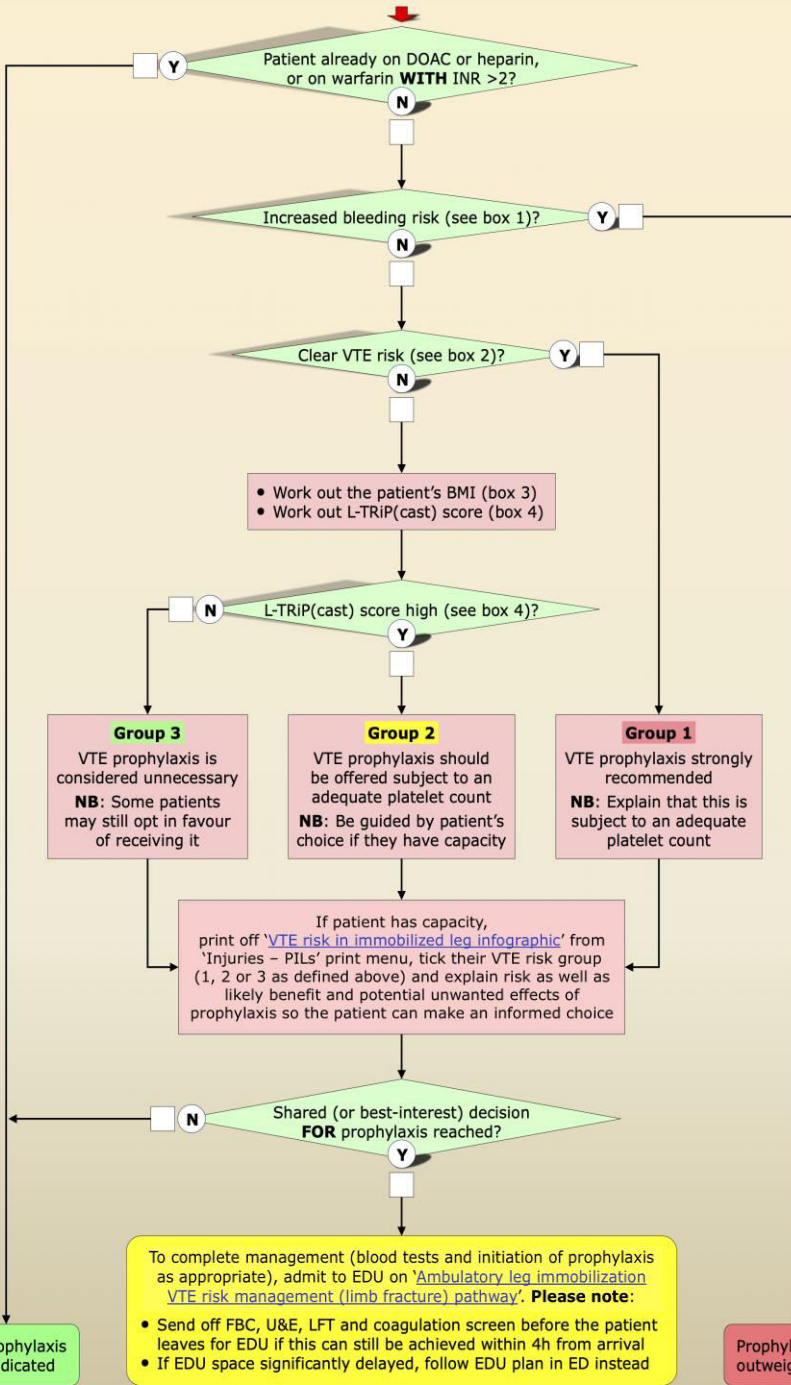 Patient already on DOAC or heparin,
or on warfarin WITH INR >2?
Y
N
Increased bleeding risk (see box 1)?
Y
N
Clear VTE risk (see box 2)?
Y
N
• Work out the patient's BMI (box 3)
• Work out L-TRiP(cast) score (box 4)
N
L-TRiP(cast) score high (see box 4)?
Y
Group 3
VTE prophylaxis is
considered unnecessary
NB: Some patients
may still opt in favour
of receiving it
Group 2
VTE prophylaxis should
be offered subject to an
adequate platelet count
NB: Be guided by patient's
choice if they have capacity
Group 1
VTE prophylaxis strongly
recommended
NB: Explain that this is
subject to an adequate
platelet count
If patient has capacity,
print off 'VTE risk in immobilized leg infographic' from
'Injuries – PILs' print menu, tick their VTE risk group
(1, 2 or 3 as defined above) and explain risk as well as
likely benefit and potential unwanted effects of
prophylaxis so the patient can make an informed choice
N
Shared (or best-interest) decision
FOR prophylaxis reached?
Y
To complete management (blood tests and initiation of prophylaxis
as appropriate), admit to EDU on 'Ambulatory leg immobilization
VTE risk management (limb fracture) pathway'. Please note:
• Send off FBC, U&E, LFT and coagulation screen before the patient
leaves for EDU if this can still be achieved within 4h from arrival
• If EDU space significantly delayed, follow EDU plan in ED instead
ophylaxis
dicated
Prophyl
outweig